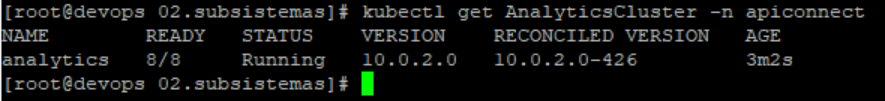 [root@devops 02.subsistemas]# kubectl get AnalyticsCluster -n apiconnect
NAME READY STATUS VERSION RECONCILED VERSION AGE
analytics 8/8 Running 10.0.2.0 10.0.2.0-426 3m2s
[root@devops 02.subsistemas]#